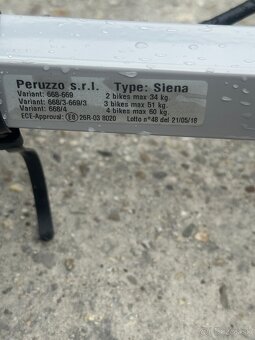 Peruzzo s.r.l. Type: Siena
Variant: 668-669 2 bikes max 34 kg
Variant: 668/3-669/3 3 bikes max 51 kg
Variant: 668/4 4 bikes max 60 kg
ECE-Approval: E8 26R-03 8020 Lotto n°48 del 21/05/18